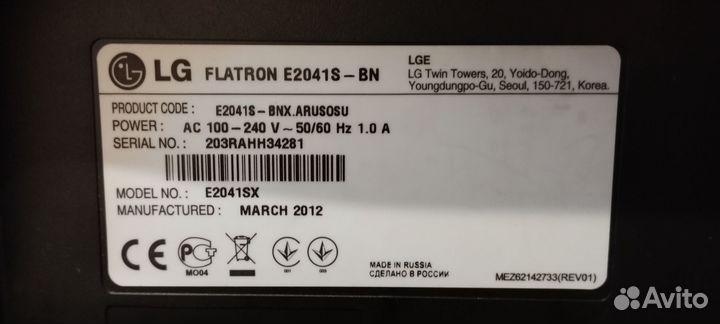 LG FLATRON E2041S-BN
LGE
LG Twin Towers, 20, Yoido-Dong,
Youngdungpo-Gu, Seoul, 150-721, Korea.
PRODUCT CODE : E2041S-BNX.ARUSOSU
POWER : AC 100-240 V ~ 50/60 Hz 1.0 A
SERIAL NO. : 203RAHH34281
MODEL NO. : E2041SX
MANUFACTURED : MARCH 2012
CE
MO04
001
003
MADE IN RUSSIA
СДЕЛАНО В РОССИИ
MEZ62142733(REV01)
Avito